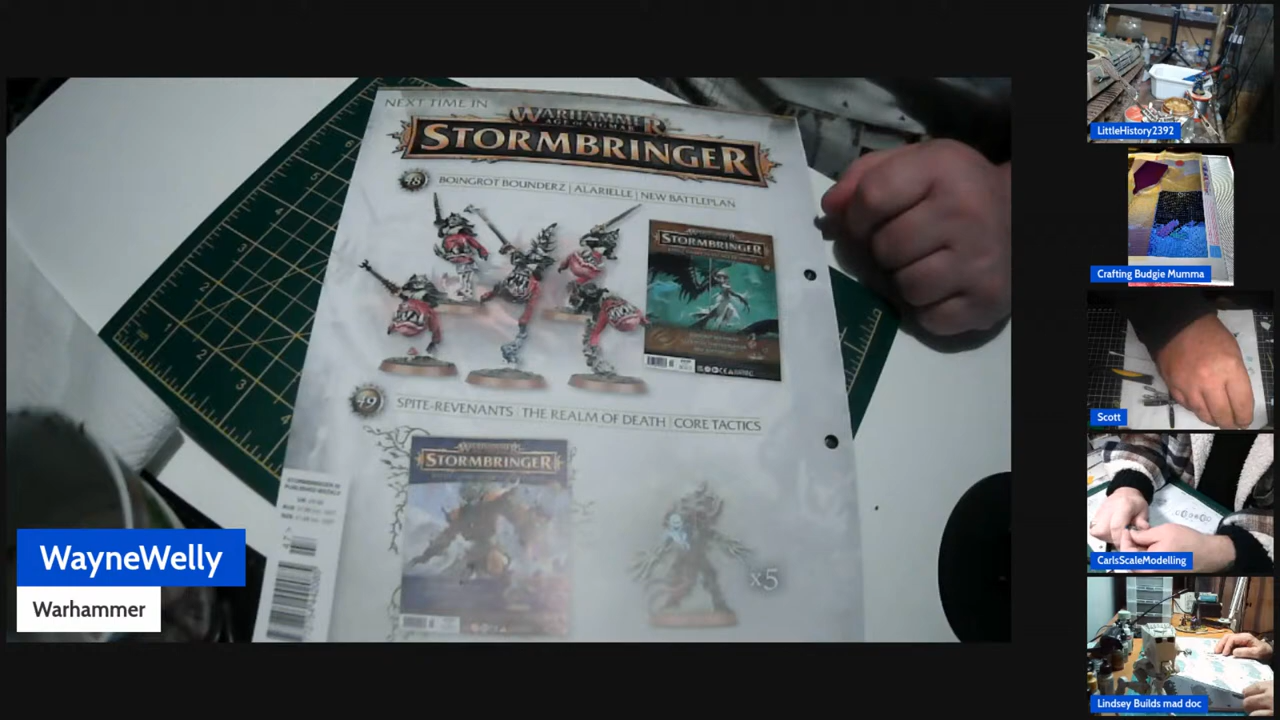 NEXT TIME IN
WARHAMMER
STORMBRINGER
48
BOINGROT BOUNDERZ | ALARIELLE | NEW BATTLEPLAN
STORMBRINGER
49
SPITE-REVENANTS | THE REALM OF DEATH | CORE TACTICS
STORMBRINGER
x5
WayneWelly
Warhammer
LittleHistory2392
Crafting Budgie Mumma
Scott
CarlsScaleModelling
Lindsey Builds mad doc